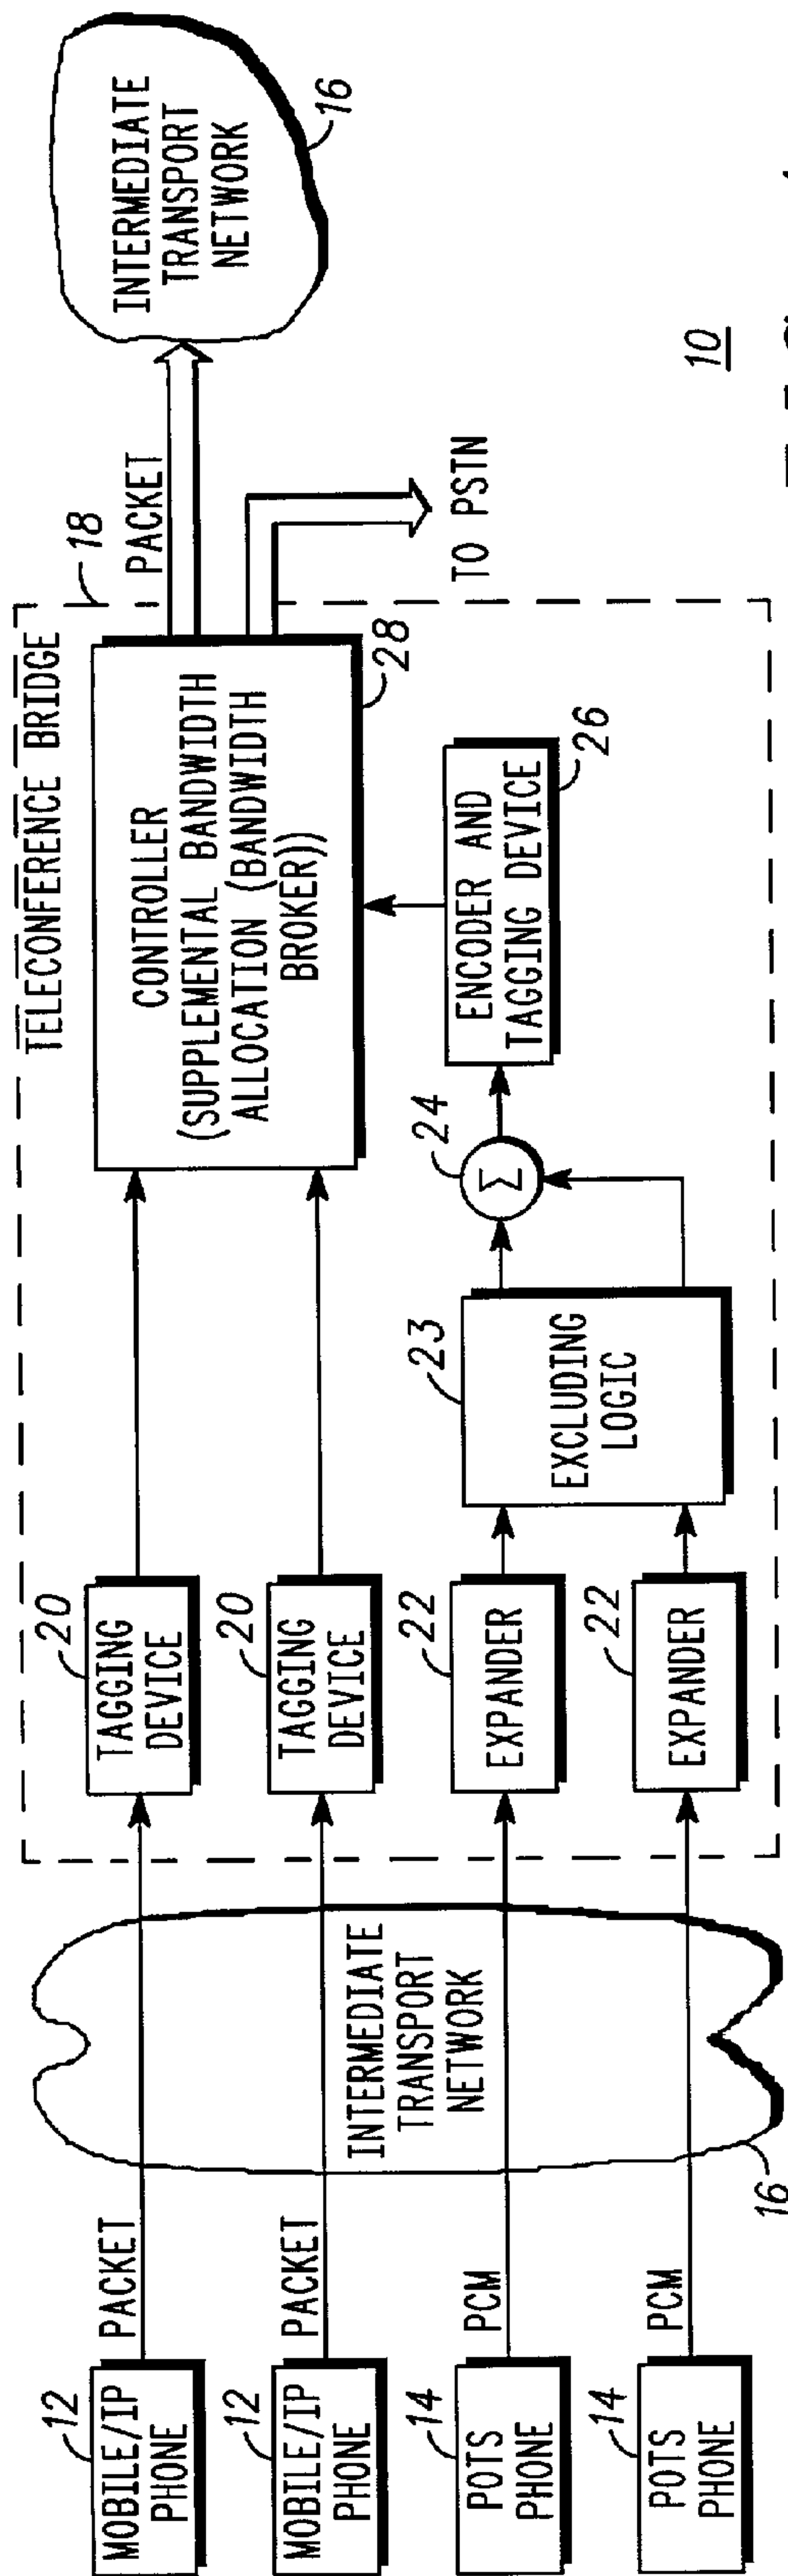 12
MOBILE/IP
PHONE
PACKET
12
MOBILE/IP
PHONE
PACKET
14
POTS
PHONE
PCM
14
POTS
PHONE
PCM
INTERMEDIATE
TRANSPORT
NETWORK
16
TELECONFERENCE BRIDGE
18
20
TAGGING
DEVICE
20
TAGGING
DEVICE
22
EXPANDER
22
EXPANDER
23
EXCLUDING
LOGIC
24
Σ
ENCODER AND
TAGGING DEVICE
26
CONTROLLER
(SUPPLEMENTAL BANDWIDTH
ALLOCATION (BANDWIDTH
BROKER))
28
PACKET
TO PSTN
INTERMEDIATE
TRANSPORT
NETWORK
16
10